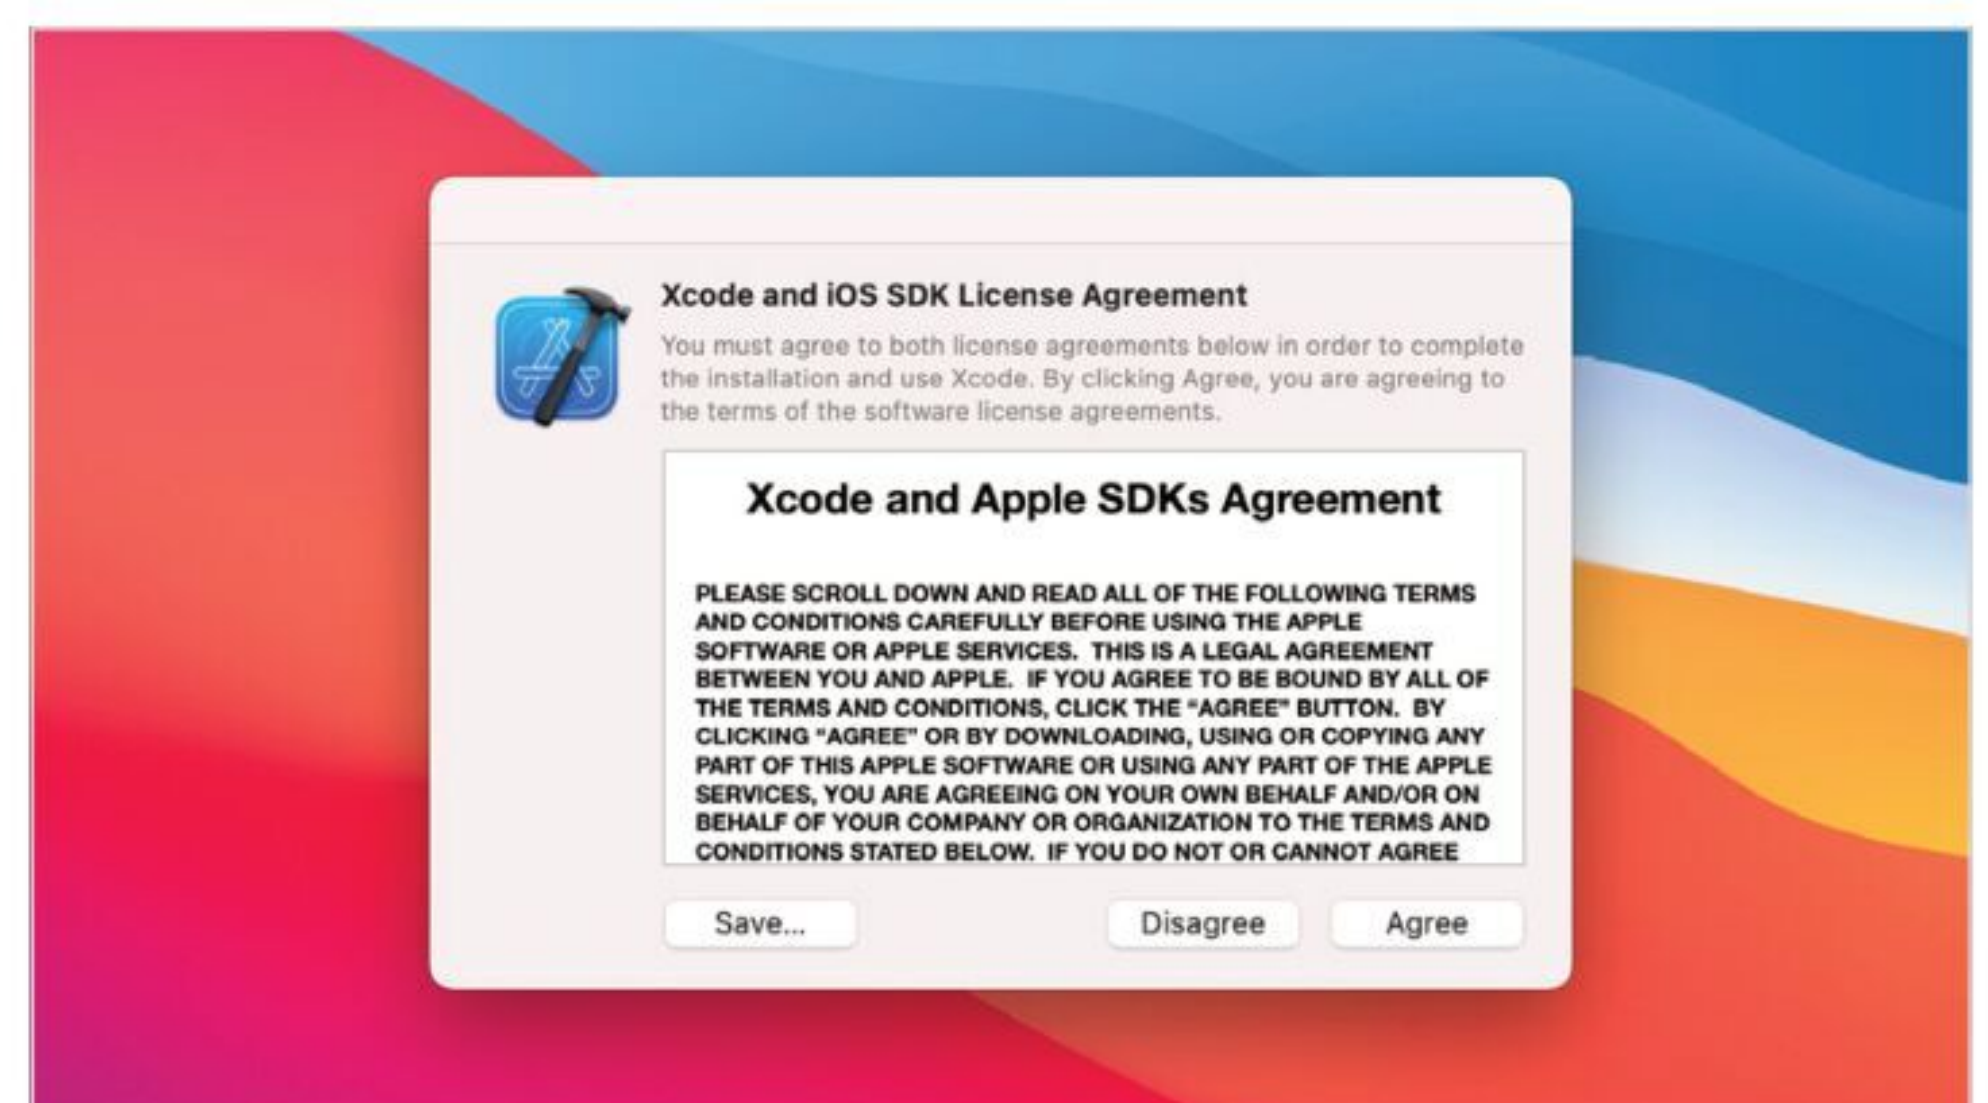 Xcode and iOS SDK License Agreement
You must agree to both license agreements below in order to complete
the installation and use Xcode. By clicking Agree, you are agreeing to
the terms of the software license agreements.
Xcode and Apple SDKs Agreement
PLEASE SCROLL DOWN AND READ ALL OF THE FOLLOWING TERMS
AND CONDITIONS CAREFULLY BEFORE USING THE APPLE
SOFTWARE OR APPLE SERVICES.  THIS IS A LEGAL AGREEMENT
BETWEEN YOU AND APPLE.  IF YOU AGREE TO BE BOUND BY ALL OF
THE TERMS AND CONDITIONS, CLICK THE “AGREE” BUTTON.  BY
CLICKING “AGREE” OR BY DOWNLOADING, USING OR COPYING ANY
PART OF THIS APPLE SOFTWARE OR USING ANY PART OF THE APPLE
SERVICES, YOU ARE AGREEING ON YOUR OWN BEHALF AND/OR ON
BEHALF OF YOUR COMPANY OR ORGANIZATION TO THE TERMS AND
CONDITIONS STATED BELOW.  IF YOU DO NOT OR CANNOT AGREE
Save...
Disagree
Agree